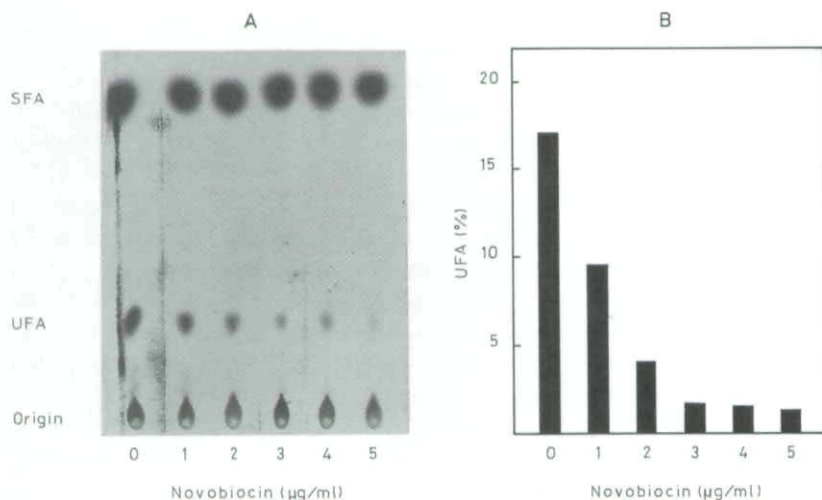 A
SFA
UFA
Origin
0 1 2 3 4 5
Novobiocin (µg/ml)
B
20
15
10
5
UFA (%)
0 1 2 3 4 5
Novobiocin (µg/ml)